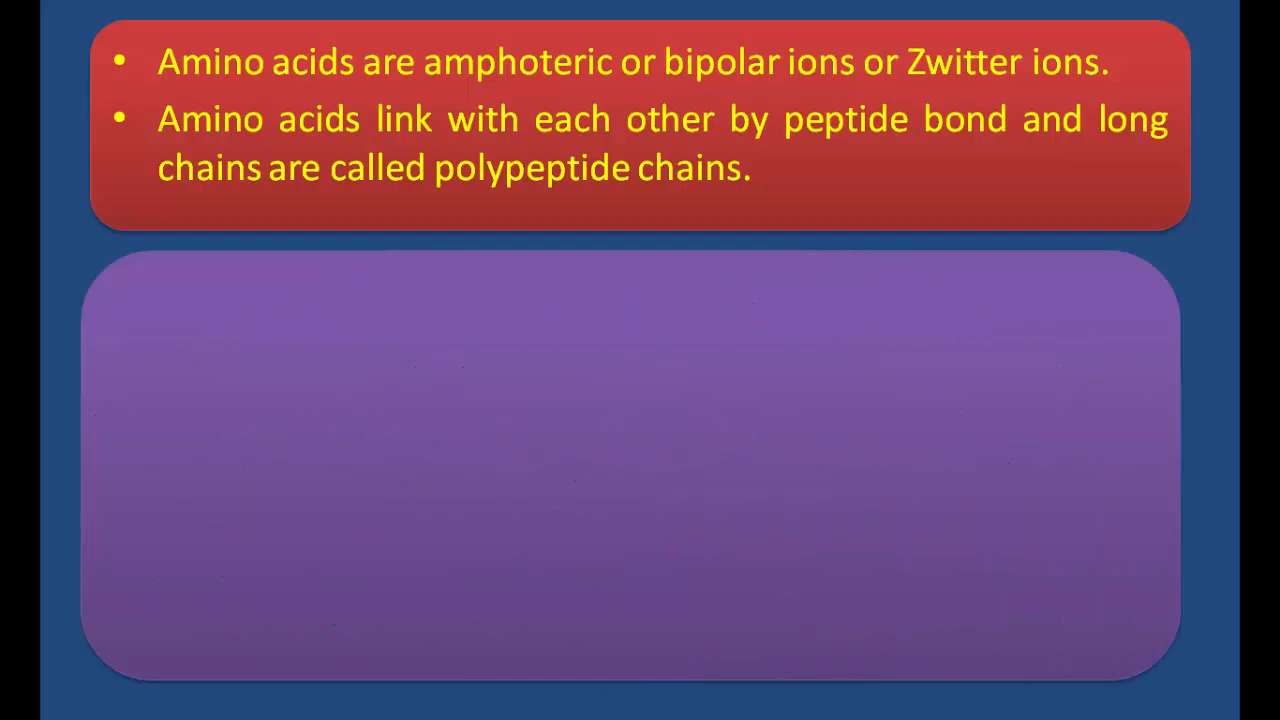 • Amino acids are amphoteric or bipolar ions or Zwitter ions.
• Amino acids link with each other by peptide bond and long
chains are called polypeptide chains.